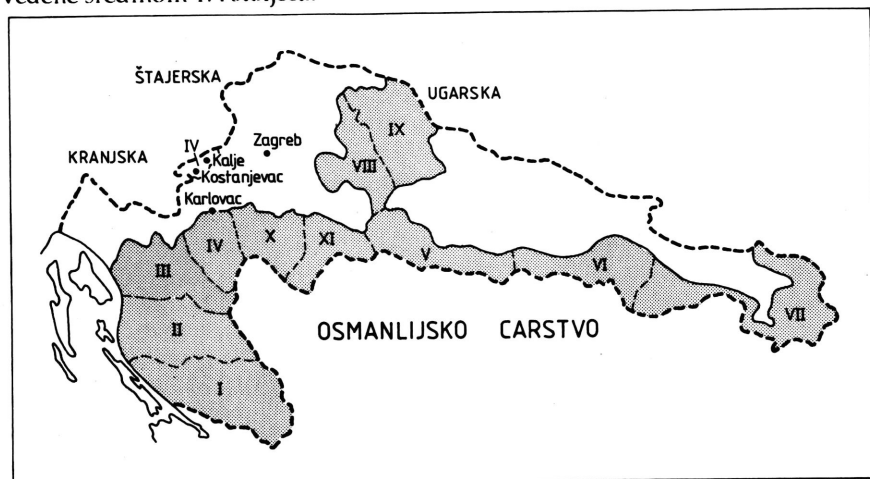 ŠTAJERSKA
UGARSKA
KRANJSKA
IV
Kalje
Kostanjevac
Zagreb
Karlovac
IX
VIII
III
IV
X
XI
V
VI
VII
II
I
OSMANLIJSKO CARSTVO